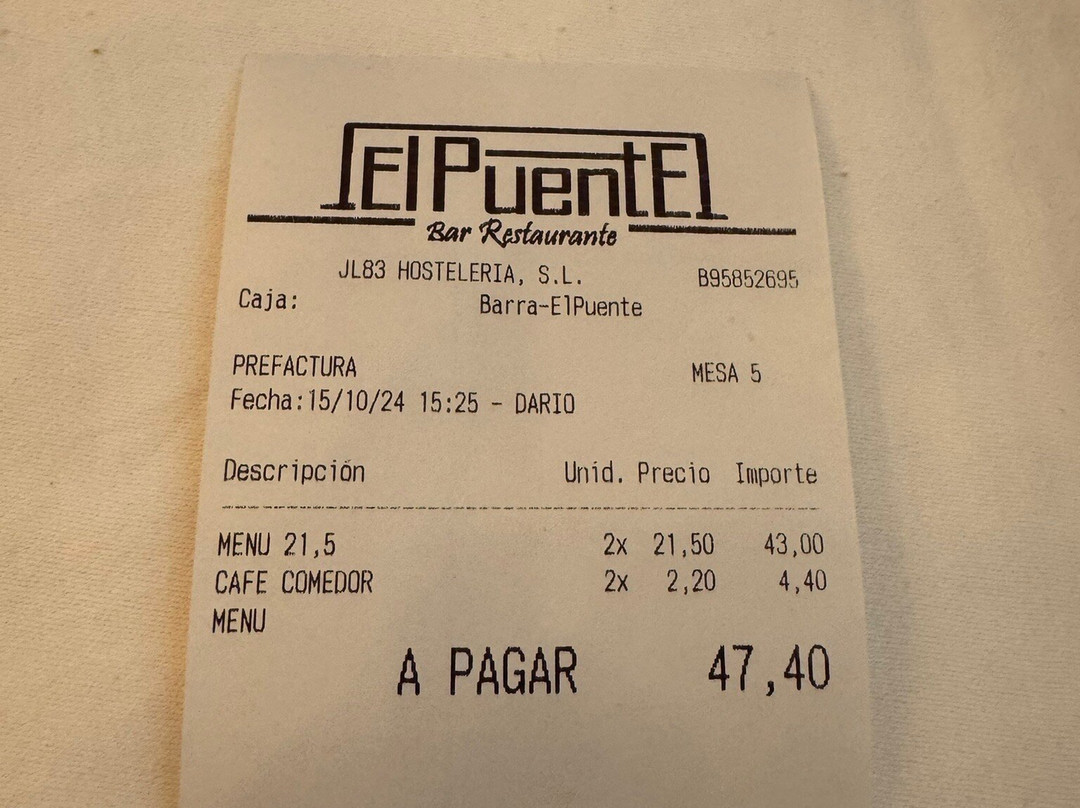 El PuentE
Bar Restaurante
JL83 HOSTELERIA, S.L. B95852695
Caja: Barra-ElPuente
PREFACTURA MESA 5
Fecha:15/10/24 15:25 - DARIO
Descripción Unid. Precio Importe
MENU 21,5 2x 21,50 43,00
CAFE COMEDOR 2x 2,20 4,40
MENU
A PAGAR 47,40